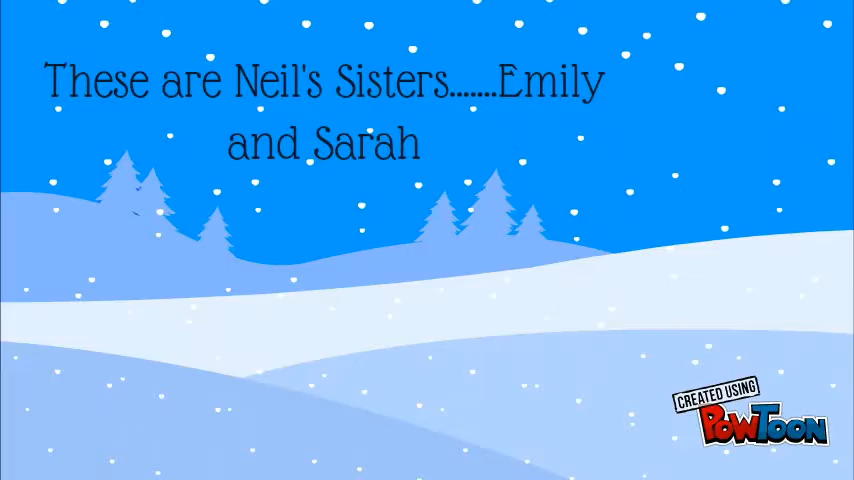 These are Neil's Sisters.......Emily
and Sarah
CREATED USING
POWTOON